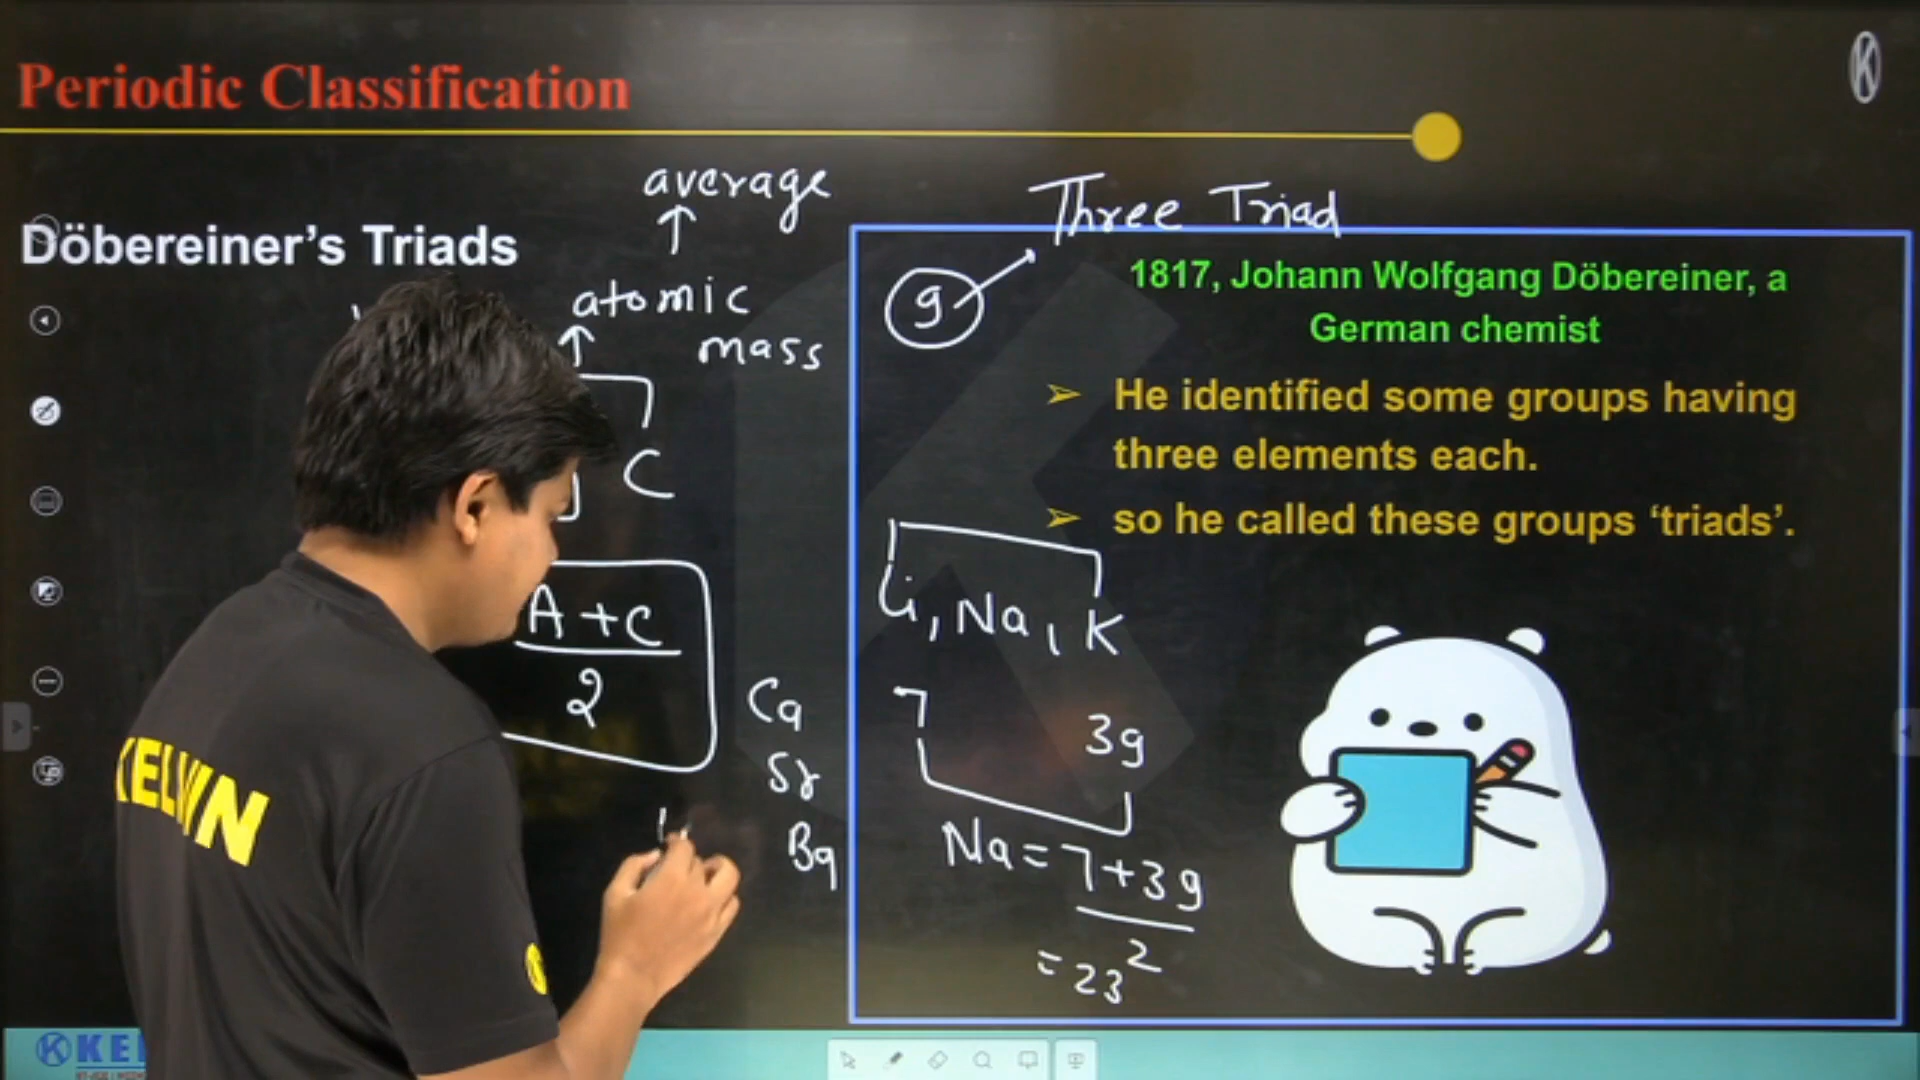 Periodic Classification
average
Three Triad
Döbereiner's Triads
9
1817, Johann Wolfgang Döbereiner, a
German chemist
atomic
mass
➢ He identified some groups having
three elements each.
C
➢ so he called these groups 'triads'.
Li, Na, K
A + C
2
7 39
Ca
Sr
Ba
Na = 7+39
2
= 23
KELVIN
KEL